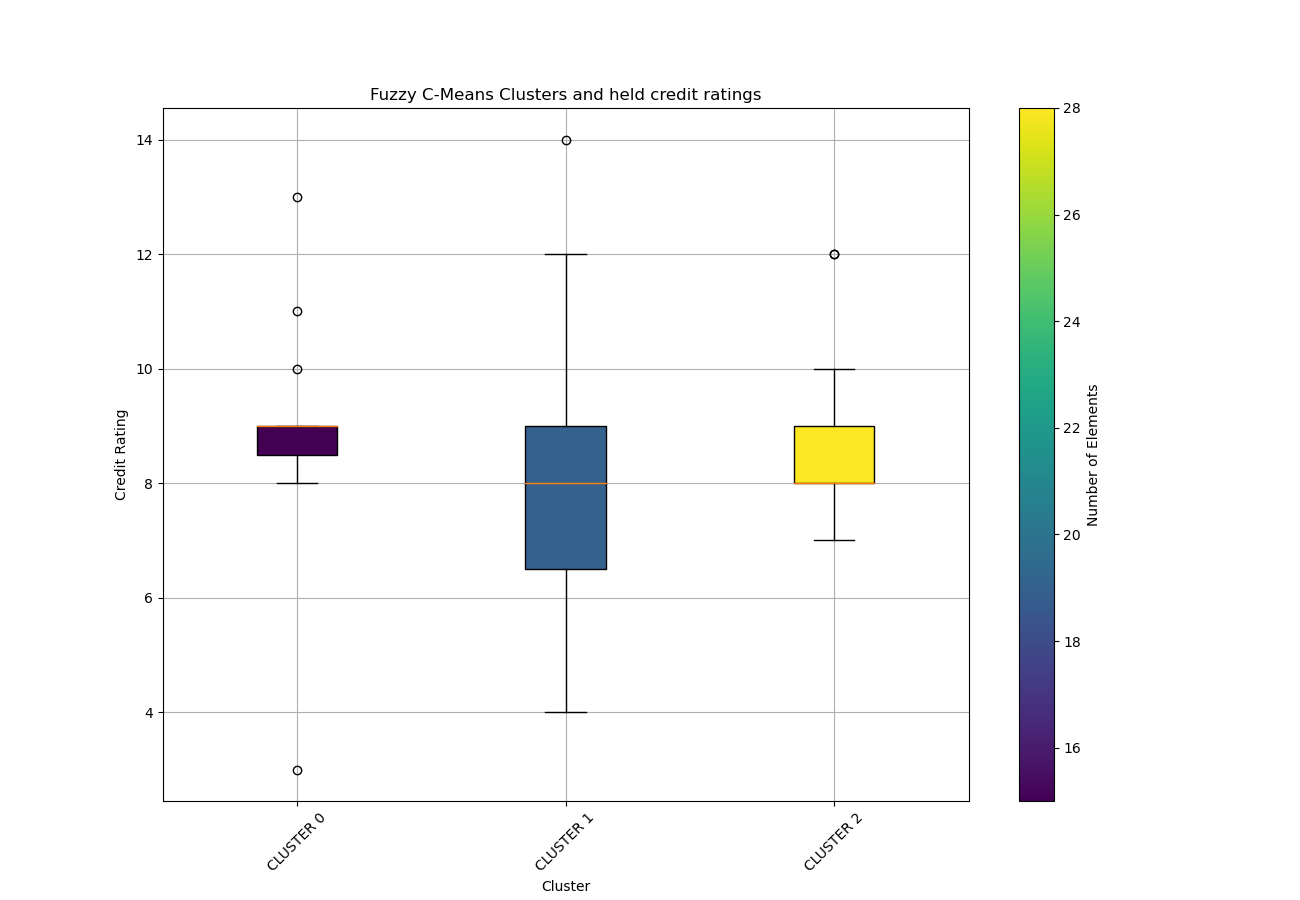 Fuzzy C-Means Clusters and held credit ratings
14
12
10
8
6
4
Credit Rating
CLUSTER 0
CLUSTER 1
CLUSTER 2
Cluster
28
26
24
22
20
18
16
Number of Elements